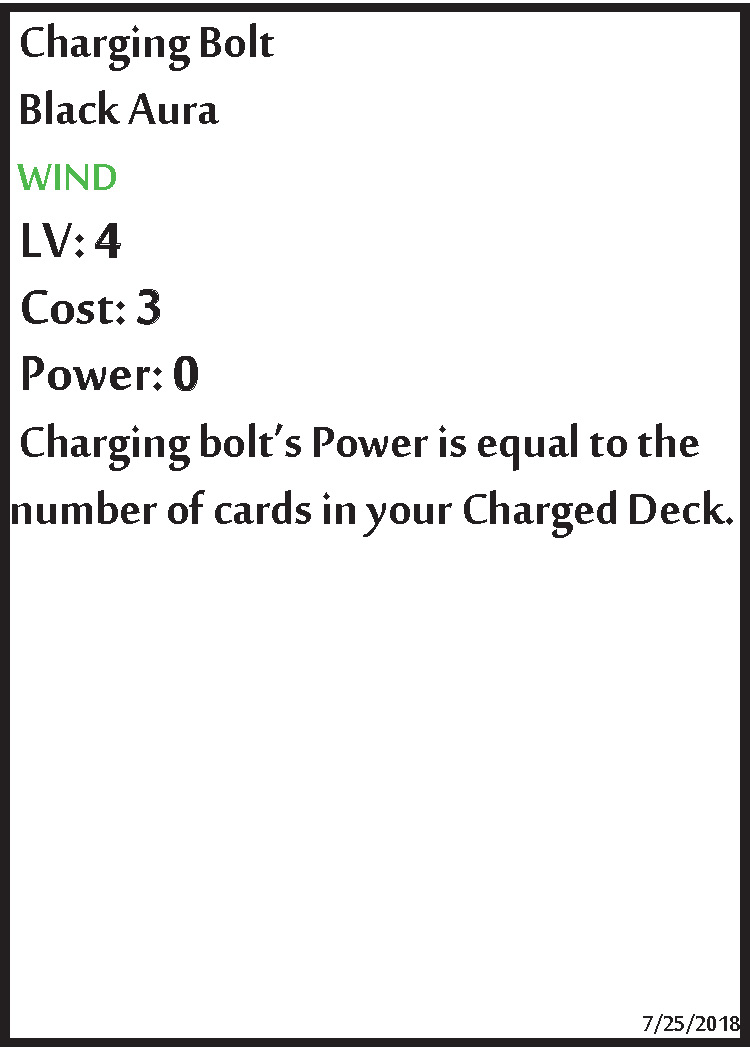 Charging Bolt
Black Aura
WIND
LV: 4
Cost: 3
Power: 0
Charging bolt’s Power is equal to the
number of cards in your Charged Deck.
7/25/2018